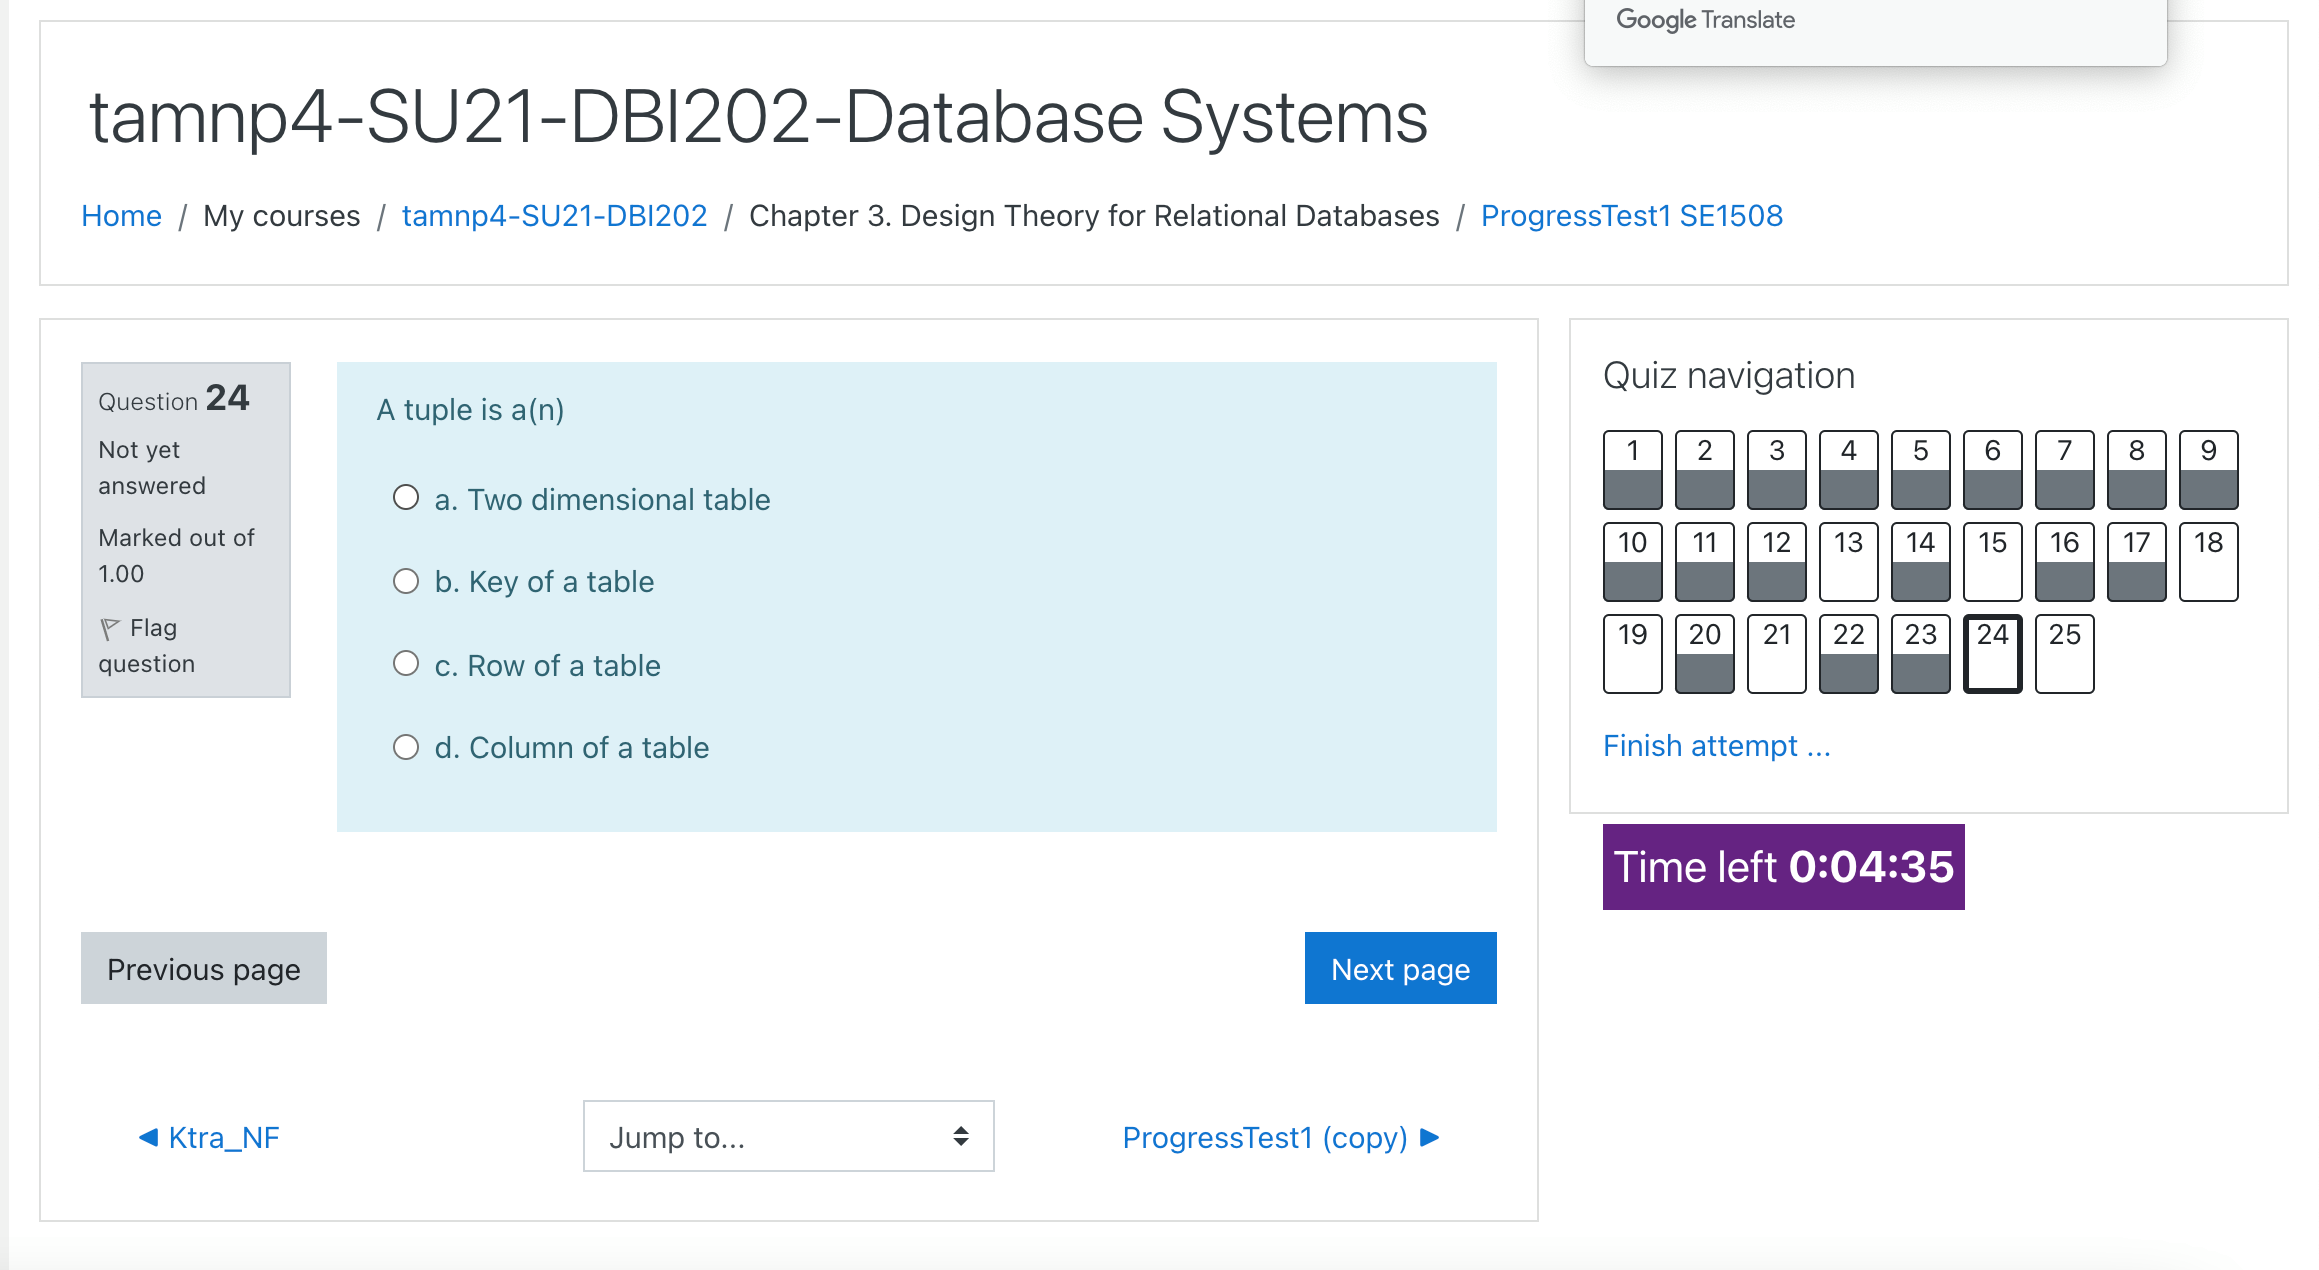 Google Translate
tamnp4-SU21-DBI202-Database Systems
Home / My courses / tamnp4-SU21-DBI202 / Chapter 3. Design Theory for Relational Databases / ProgressTest1 SE1508
Question 24
Not yet
answered
Marked out of
1.00
Flag
question
A tuple is a(n)
a. Two dimensional table
b. Key of a table
c. Row of a table
d. Column of a table
Previous page
Next page
◄ Ktra_NF
Jump to...
ProgressTest1 (copy) ►
Quiz navigation
1 2 3 4 5 6 7 8 9
10 11 12 13 14 15 16 17 18
19 20 21 22 23 24 25
Finish attempt ...
Time left 0:04:35